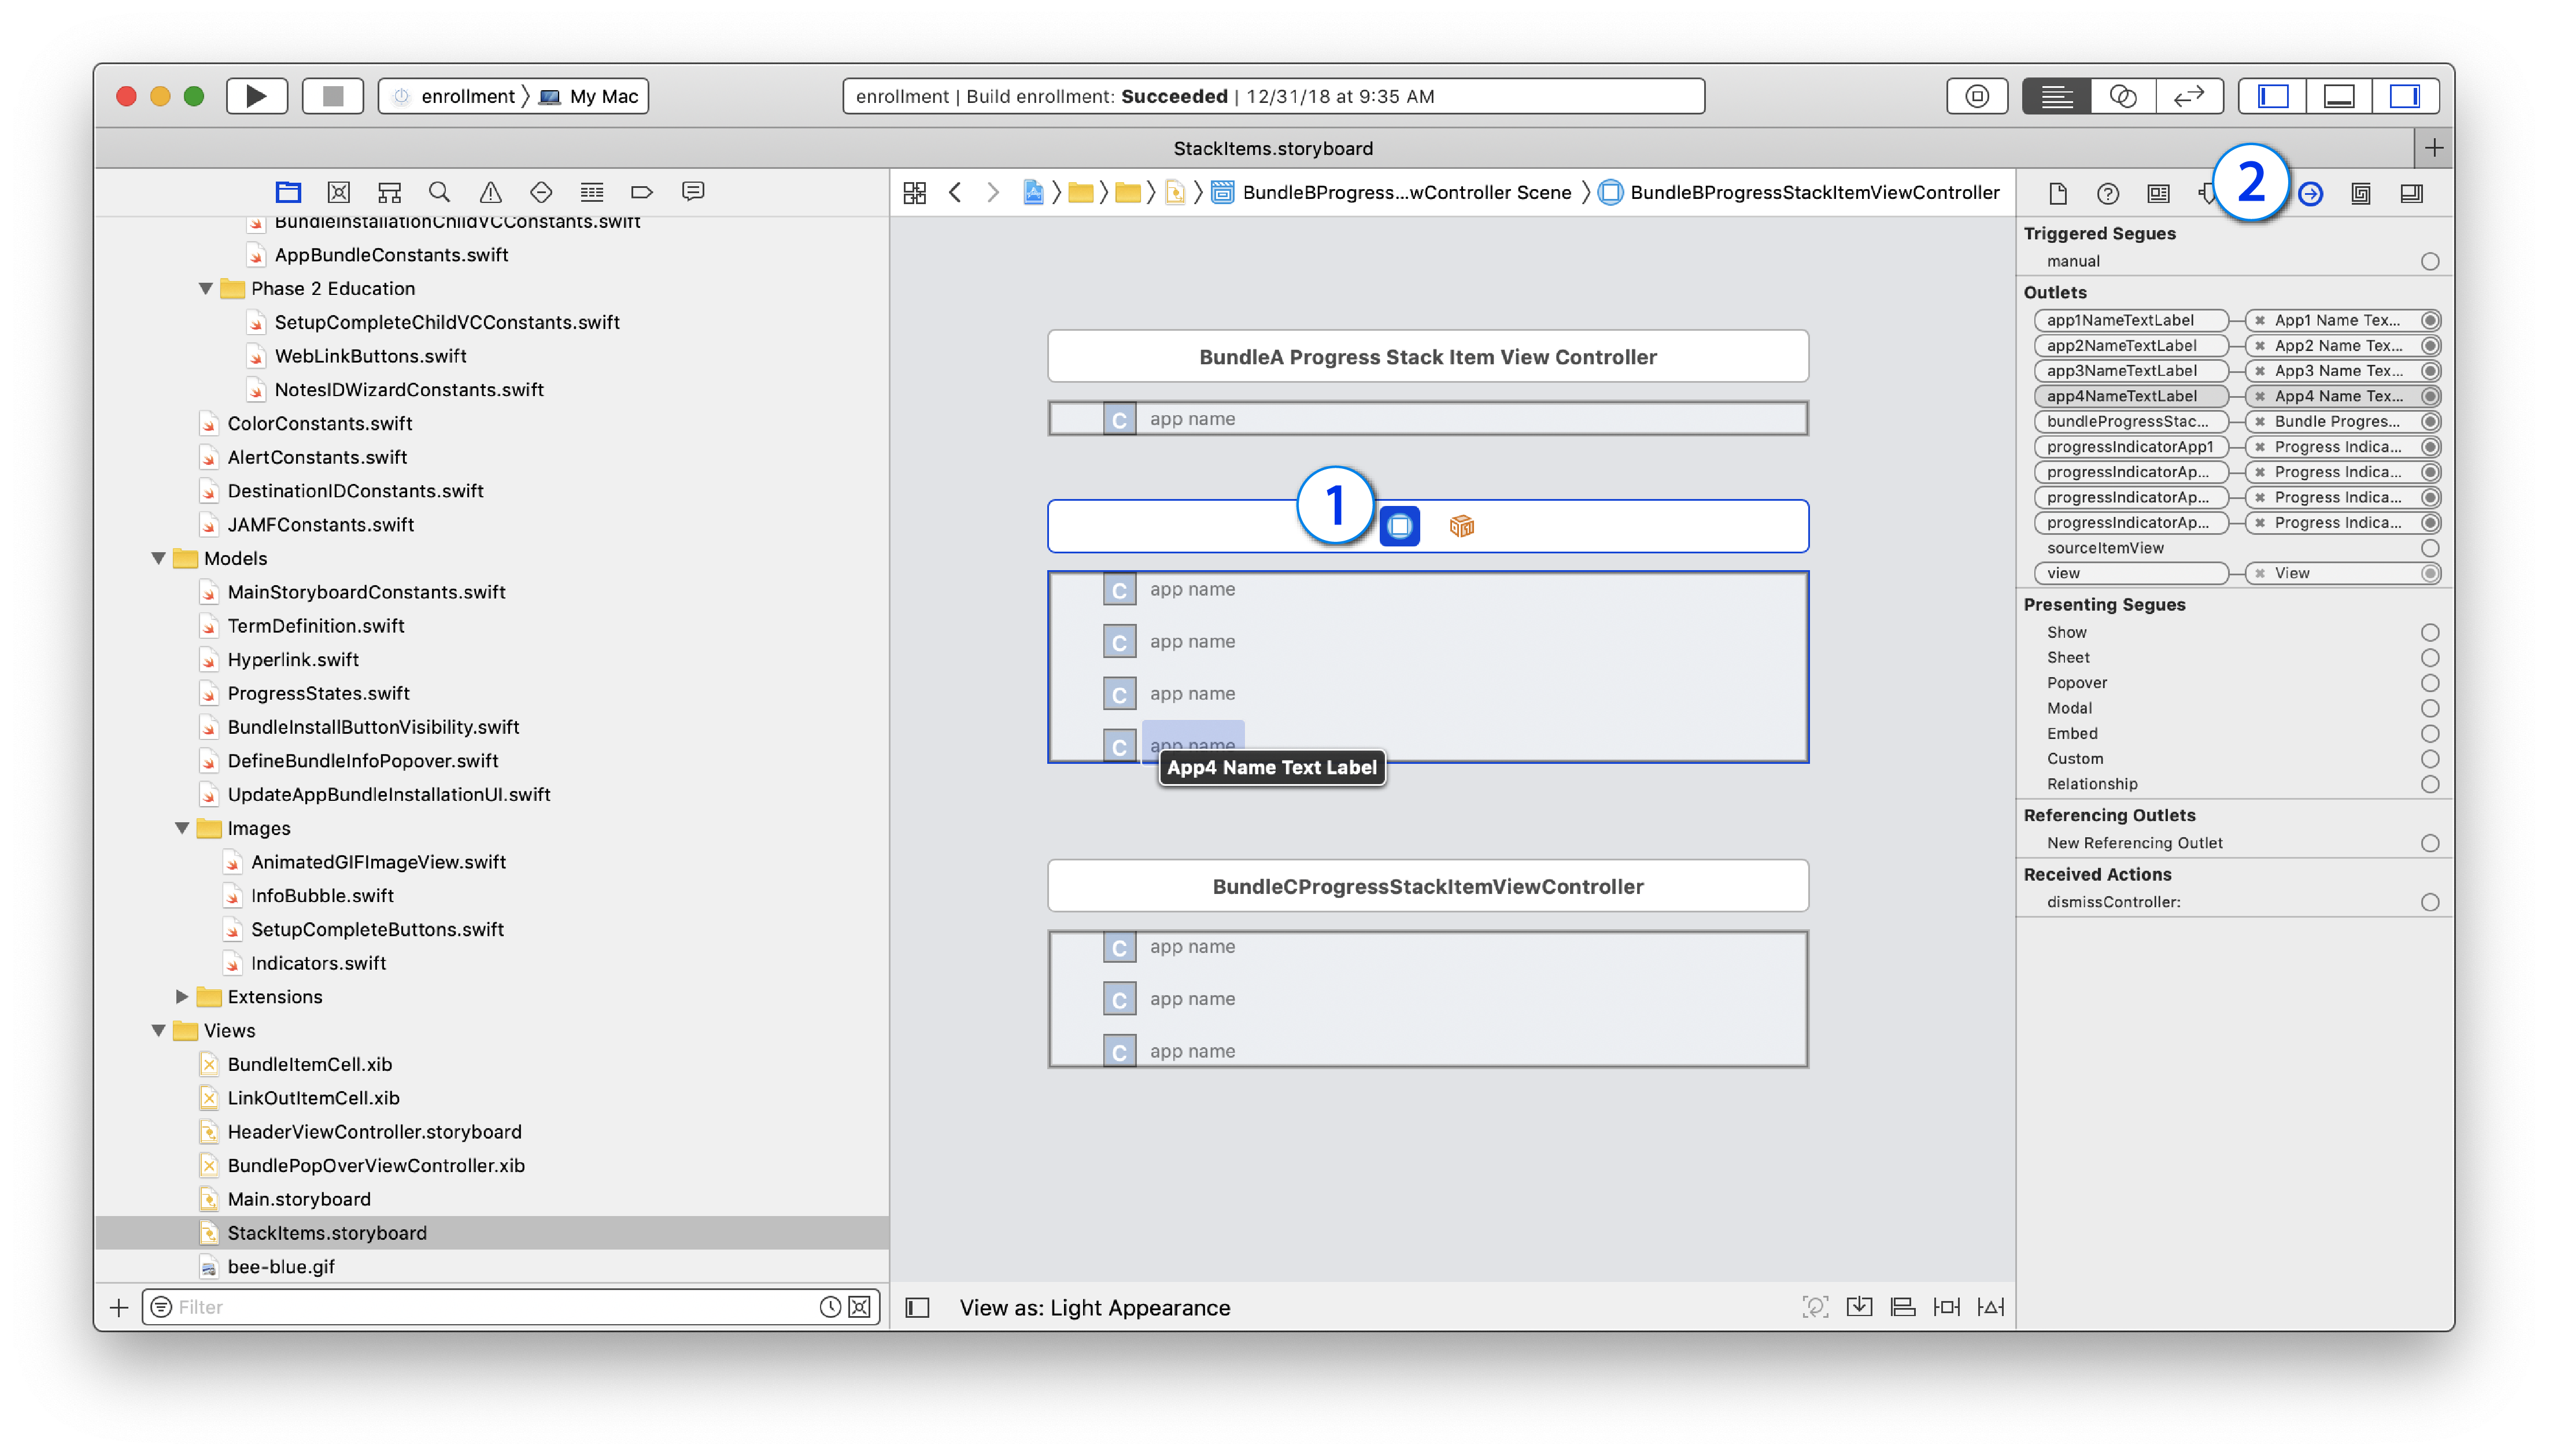 enrollment 〉 My Mac
enrollment | Build enrollment: Succeeded | 12/31/18 at 9:35 AM
StackItems.storyboard
BundleInstallationChildVCConstants.swift
AppBundleConstants.swift
Phase 2 Education
SetupCompleteChildVCConstants.swift
WebLinkButtons.swift
NotesIDWizardConstants.swift
ColorConstants.swift
AlertConstants.swift
DestinationIDConstants.swift
JAMFConstants.swift
Models
MainStoryboardConstants.swift
TermDefinition.swift
Hyperlink.swift
ProgressStates.swift
BundleInstallButtonVisibility.swift
DefineBundleInfoPopover.swift
UpdateAppBundleInstallationUI.swift
Images
AnimatedGIFImageView.swift
InfoBubble.swift
SetupCompleteButtons.swift
Indicators.swift
Extensions
Views
BundleItemCell.xib
LinkOutItemCell.xib
HeaderViewController.storyboard
BundlePopOverViewController.xib
Main.storyboard
StackItems.storyboard
bee-blue.gif
Filter
BundleBProgress...wController Scene 〉 BundleBProgressStackItemViewController
BundleA Progress Stack Item View Controller
C app name
1
C app name
C app name
C app name
C app name
App4 Name Text Label
BundleCProgressStackItemViewController
C app name
C app name
C app name
View as: Light Appearance
2
Triggered Segues
manual
Outlets
app1NameTextLabel App1 Name Tex...
app2NameTextLabel App2 Name Tex...
app3NameTextLabel App3 Name Tex...
app4NameTextLabel App4 Name Tex...
bundleProgressStac... Bundle Progres...
progressIndicatorApp1 Progress Indica...
progressIndicatorAp... Progress Indica...
progressIndicatorAp... Progress Indica...
progressIndicatorAp... Progress Indica...
sourceItemView
view View
Presenting Segues
Show
Sheet
Popover
Modal
Embed
Custom
Relationship
Referencing Outlets
New Referencing Outlet
Received Actions
dismissController: